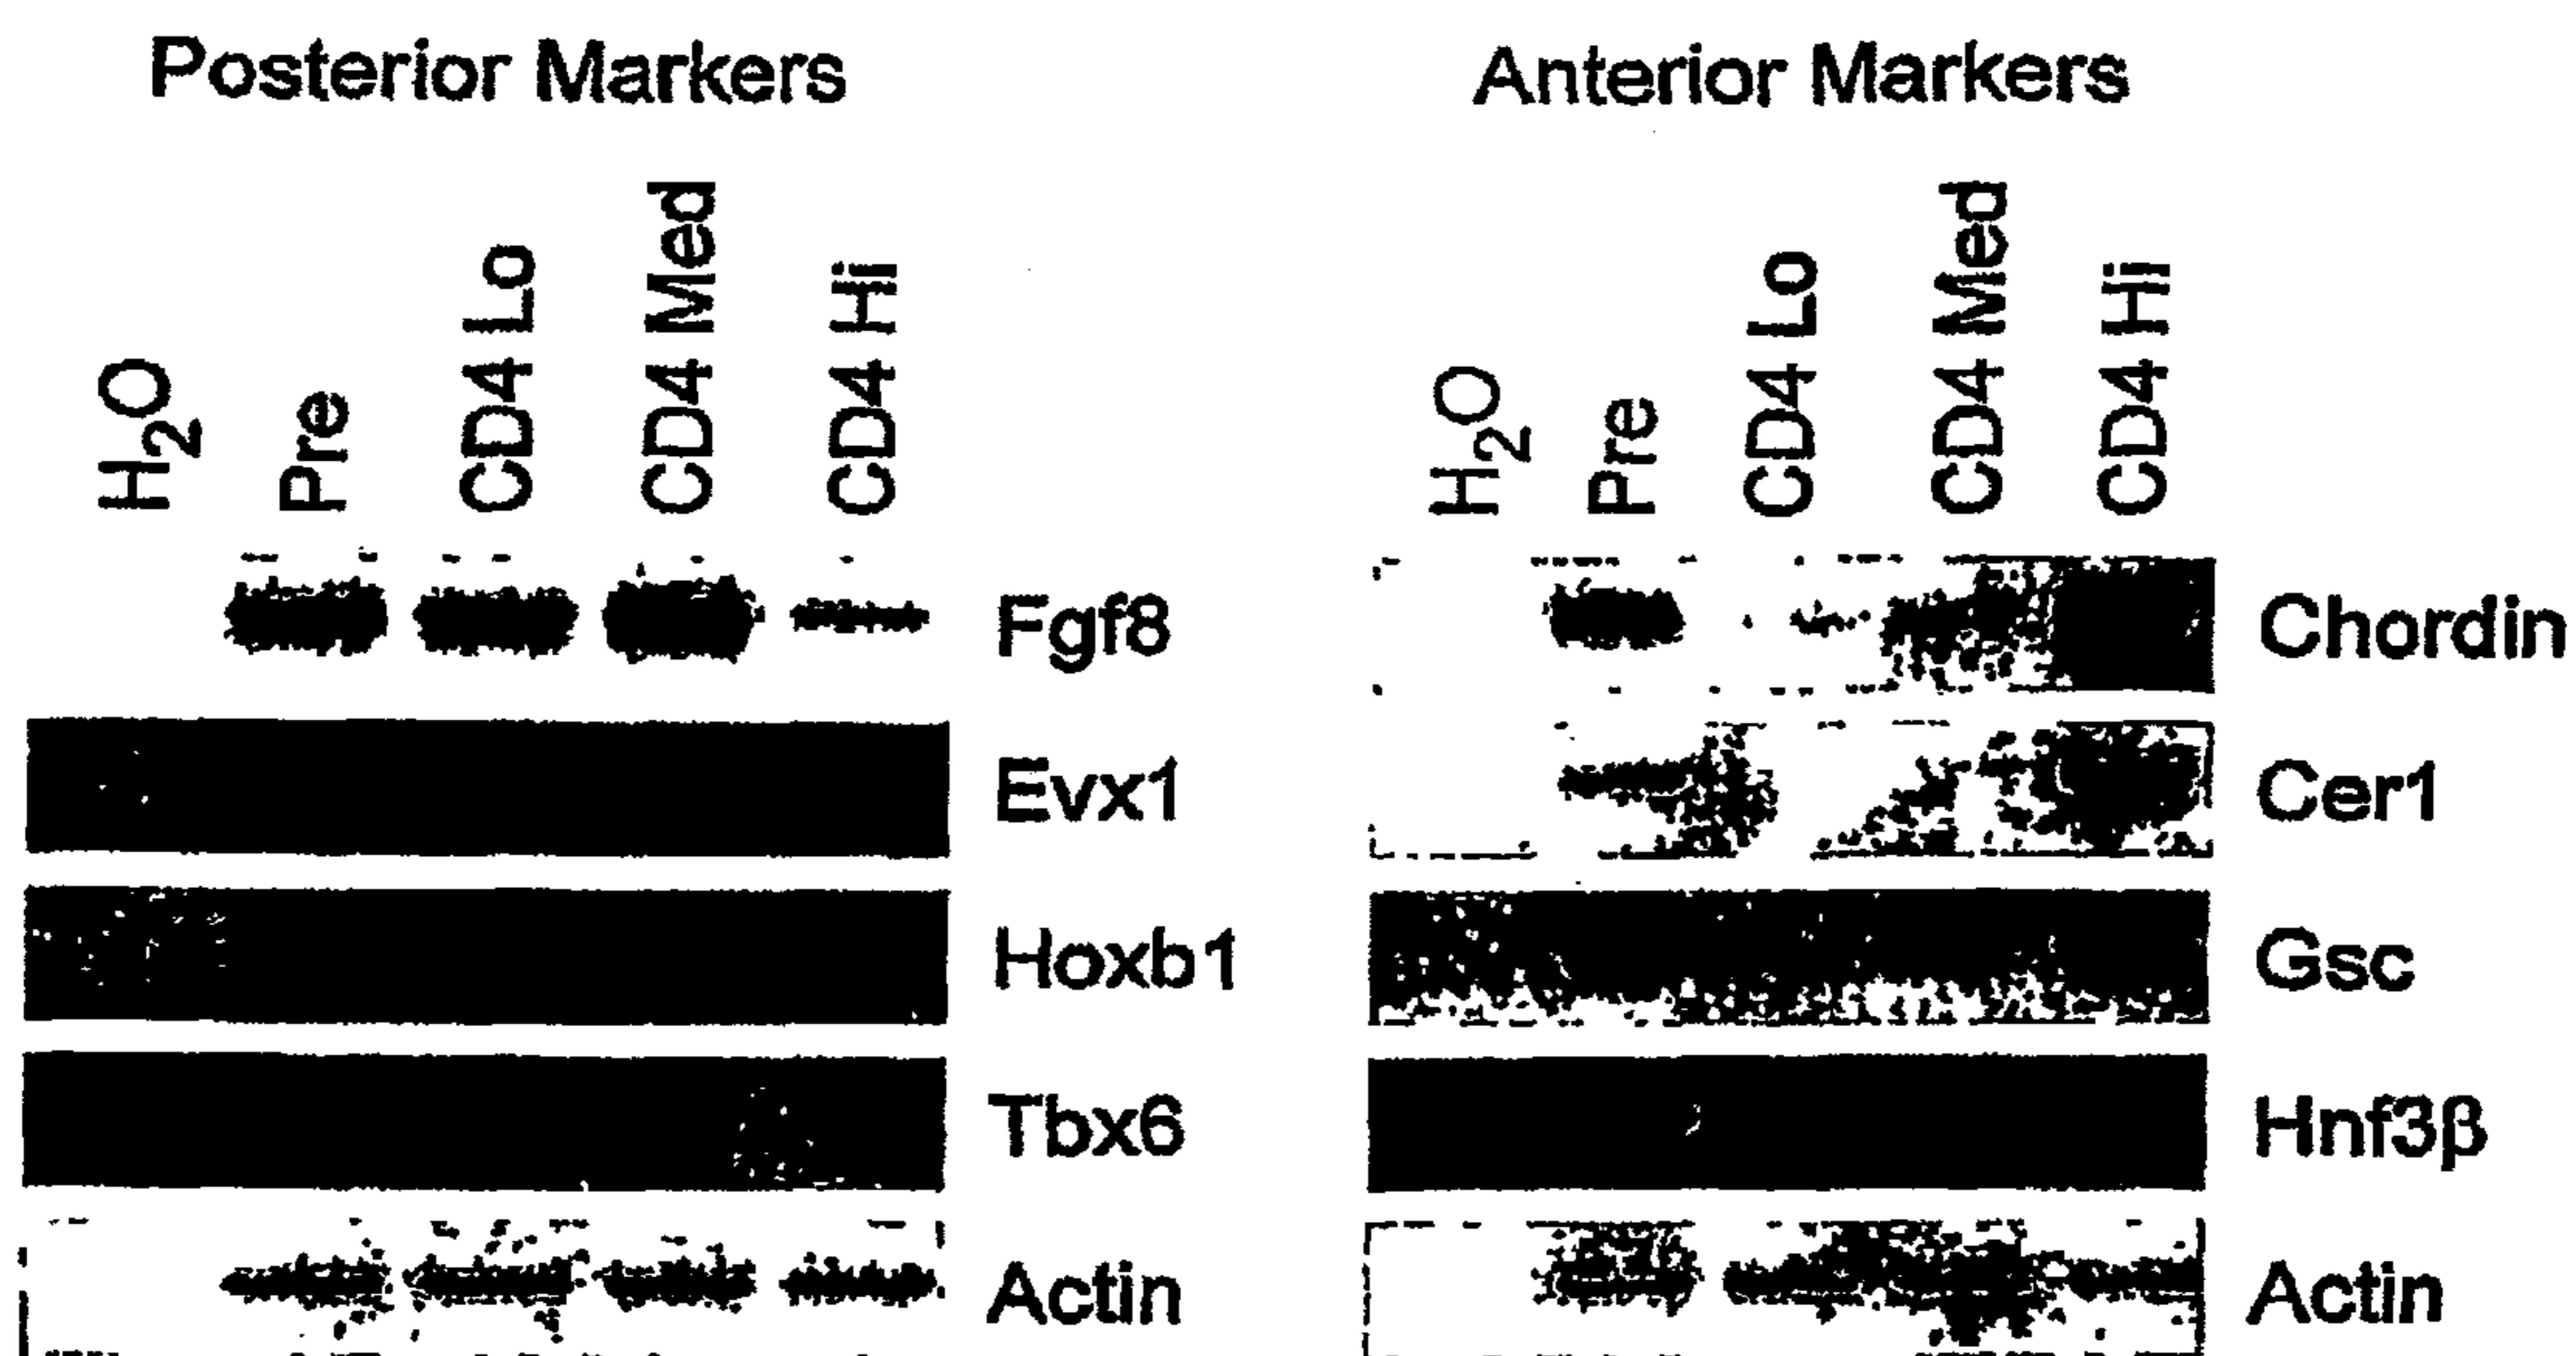 Posterior Markers
H₂O
Pre
CD4 Lo
CD4 Med
CD4 Hi
Fgf8
Evx1
Hoxb1
Tbx6
Actin
Anterior Markers
H₂O
Pre
CD4 Lo
CD4 Med
CD4 Hi
Chordin
Cer1
Gsc
Hnf3β
Actin